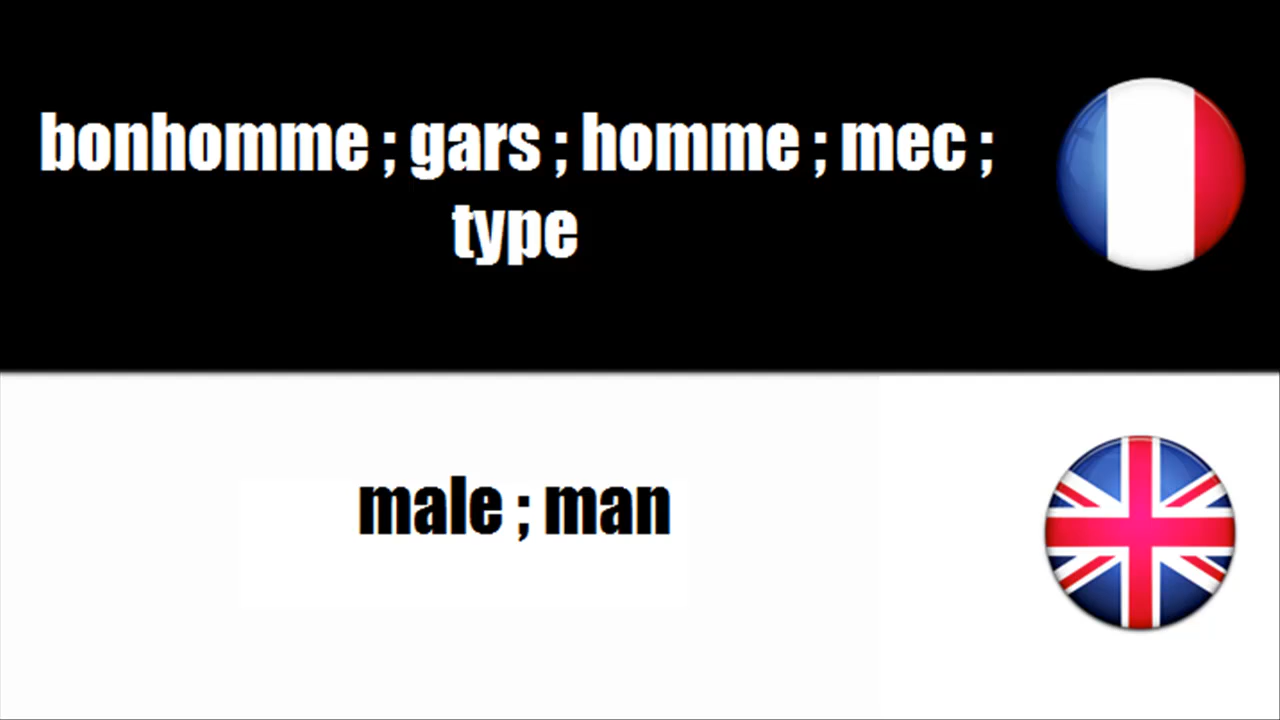 bonhomme ; gars ; homme ; mec ;
type
male ; man